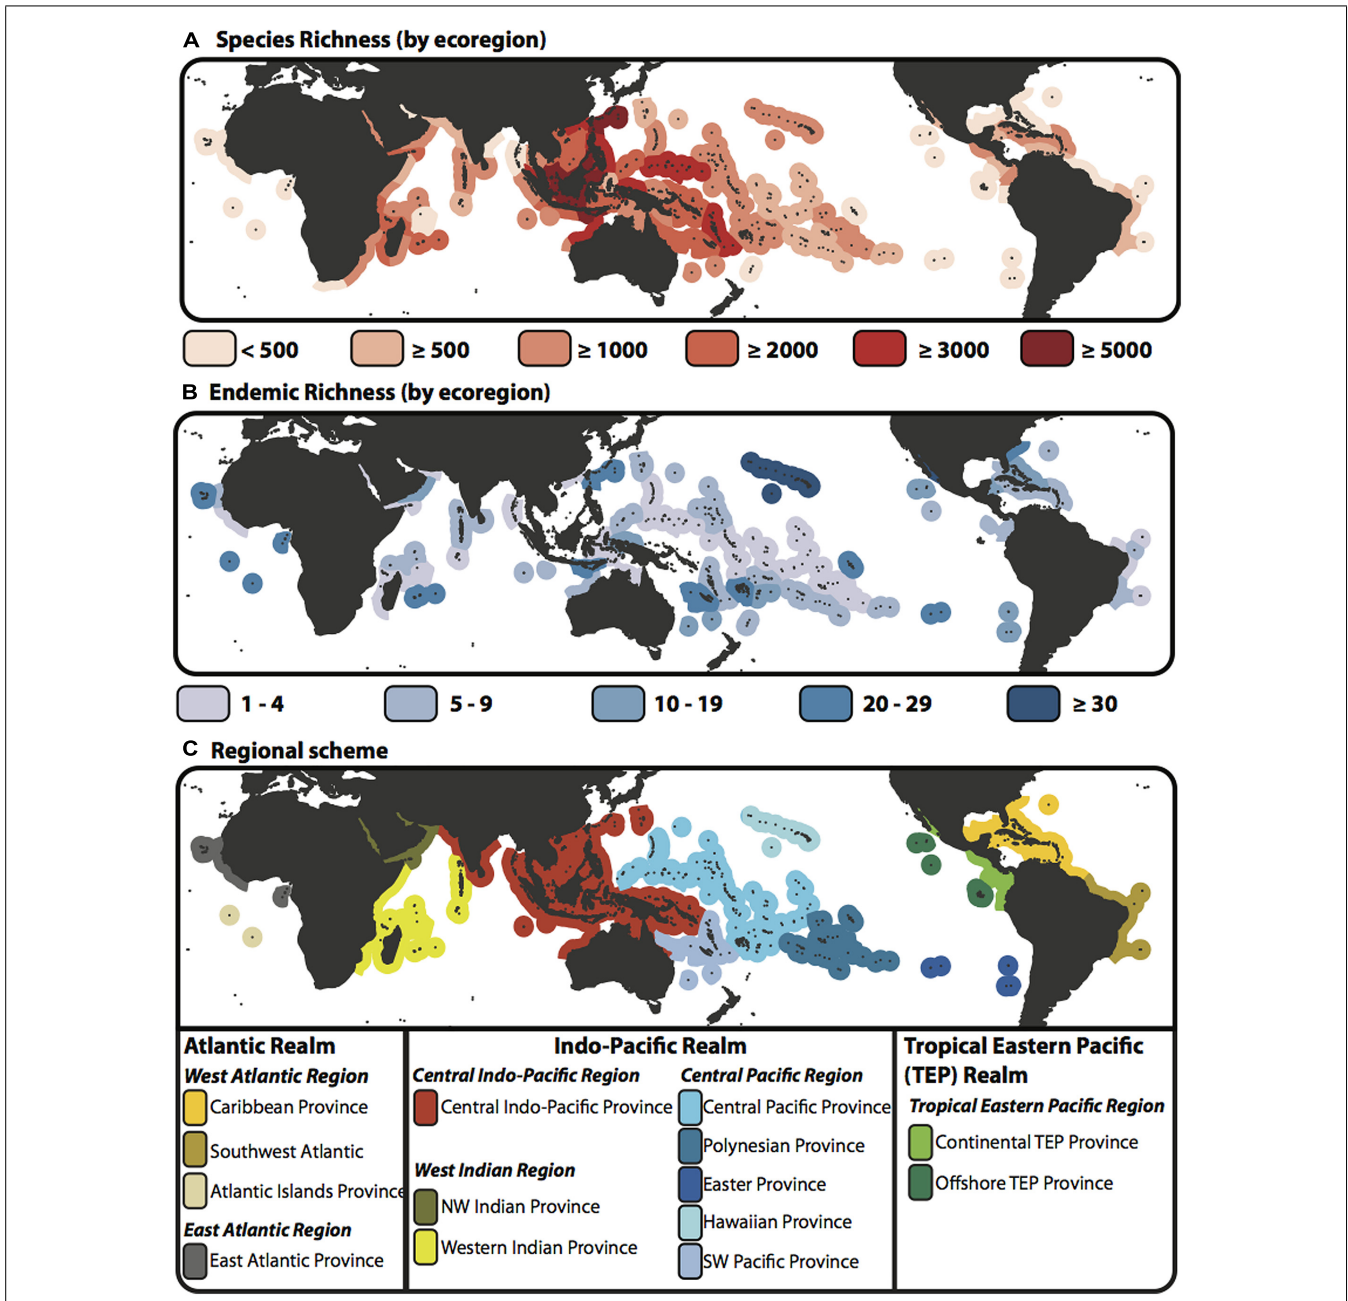 A Species Richness (by ecoregion)
< 500 ≥ 500 ≥ 1000 ≥ 2000 ≥ 3000 ≥ 5000
B Endemic Richness (by ecoregion)
1 - 4 5 - 9 10 - 19 20 - 29 ≥ 30
C Regional scheme
Atlantic Realm
West Atlantic Region
Caribbean Province
Southwest Atlantic
Atlantic Islands Province
East Atlantic Region
East Atlantic Province
Indo-Pacific Realm
Central Indo-Pacific Region
Central Indo-Pacific Province
West Indian Region
NW Indian Province
Western Indian Province
Central Pacific Region
Central Pacific Province
Polynesian Province
Easter Province
Hawaiian Province
SW Pacific Province
Tropical Eastern Pacific
(TEP) Realm
Tropical Eastern Pacific Region
Continental TEP Province
Offshore TEP Province